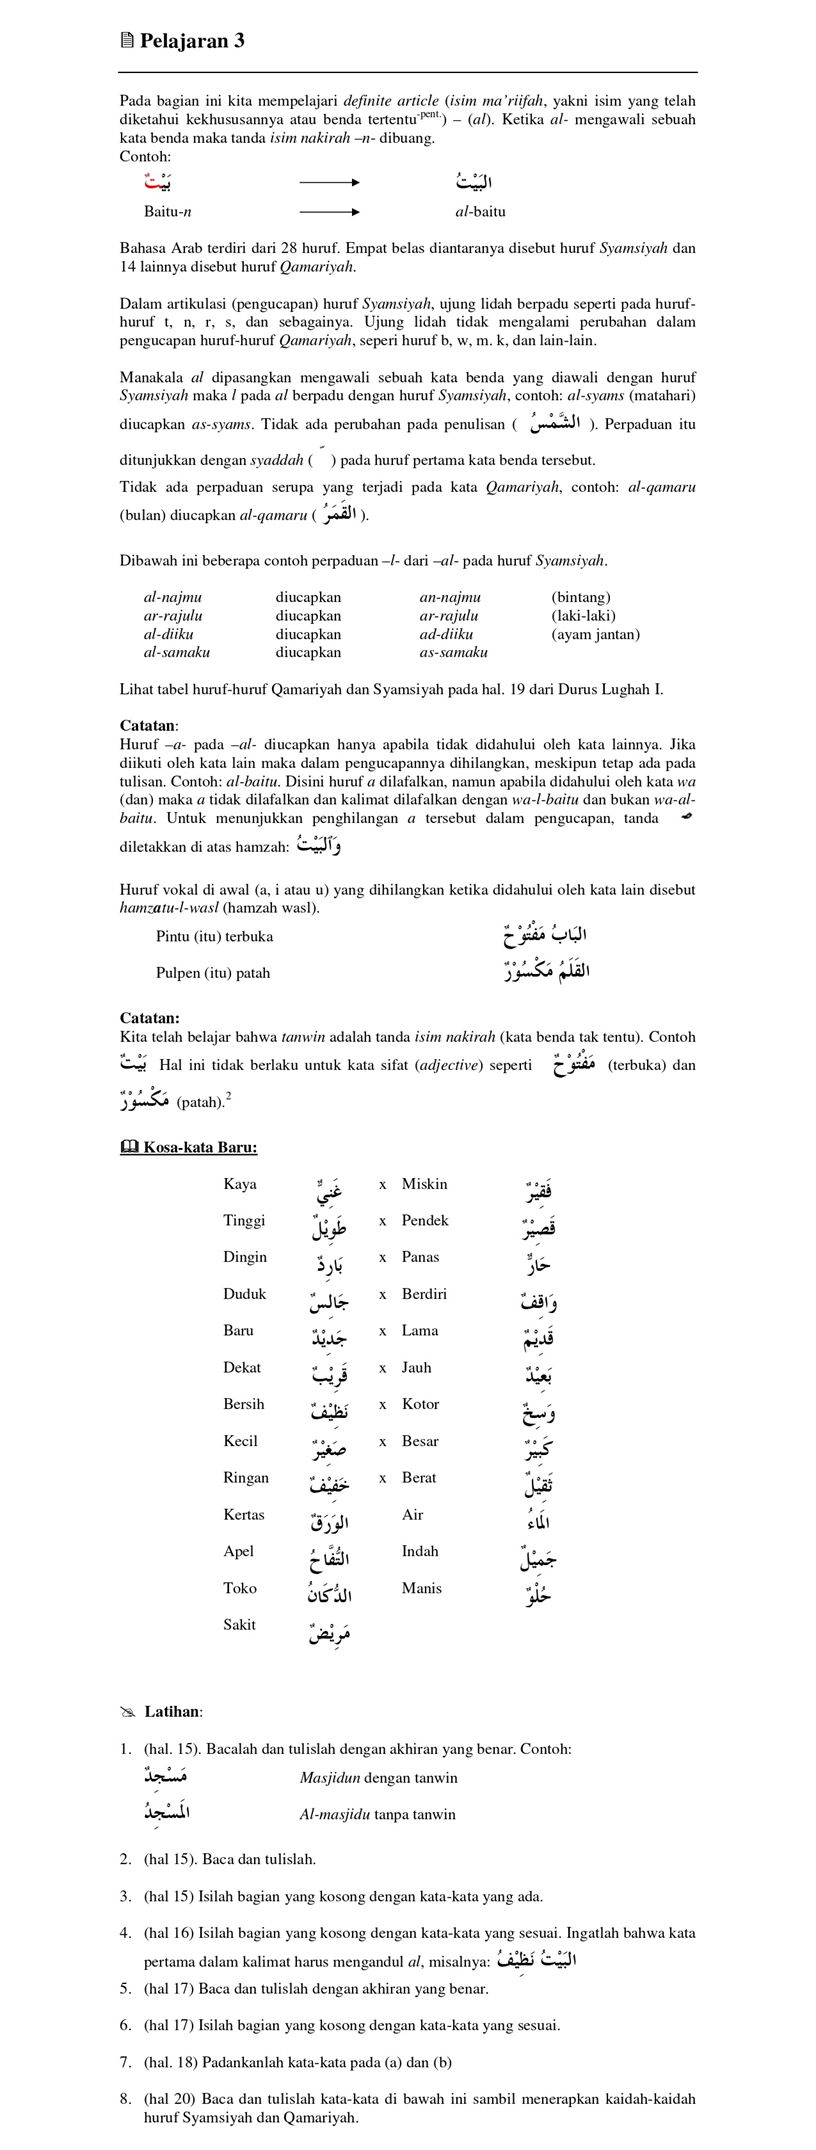 Pelajaran 3
Pada bagian ini kita mempelajari definite article (isim ma'riifah, yakni isim yang telah
diketahui kekhususannya atau benda tertentu-pent.) – (al). Ketika al- mengawali sebuah
kata benda maka tanda isim nakirah –n- dibuang.
Contoh:
بَيْتٌ البَيْتُ
Baitu-n al-baitu
Bahasa Arab terdiri dari 28 huruf. Empat belas diantaranya disebut huruf Syamsiyah dan
14 lainnya disebut huruf Qamariyah.
Dalam artikulasi (pengucapan) huruf Syamsiyah, ujung lidah berpadu seperti pada huruf-
huruf t, n, r, s, dan sebagainya. Ujung lidah tidak mengalami perubahan dalam
pengucapan huruf-huruf Qamariyah, seperi huruf b, w, m. k, dan lain-lain.
Manakala al dipasangkan mengawali sebuah kata benda yang diawali dengan huruf
Syamsiyah maka l pada al berpadu dengan huruf Syamsiyah, contoh: al-syams (matahari)
diucapkan as-syams. Tidak ada perubahan pada penulisan ( الشَّمْسُ ). Perpaduan itu
ditunjukkan dengan syaddah ( ) pada huruf pertama kata benda tersebut.
Tidak ada perpaduan serupa yang terjadi pada kata Qamariyah, contoh: al-qamaru
(bulan) diucapkan al-qamaru ( القَمَرُ ).
Dibawah ini beberapa contoh perpaduan –l- dari –al- pada huruf Syamsiyah.
al-najmu diucapkan an-najmu (bintang)
ar-rajulu diucapkan ar-rajulu (laki-laki)
al-diiku diucapkan ad-diiku (ayam jantan)
al-samaku diucapkan as-samaku
Lihat tabel huruf-huruf Qamariyah dan Syamsiyah pada hal. 19 dari Durus Lughah I.
Catatan:
Huruf –a- pada –al- diucapkan hanya apabila tidak didahului oleh kata lainnya. Jika
diikuti oleh kata lain maka dalam pengucapannya dihilangkan, meskipun tetap ada pada
tulisan. Contoh: al-baitu. Disini huruf a dilafalkan, namun apabila didahului oleh kata wa
(dan) maka a tidak dilafalkan dan kalimat dilafalkan dengan wa-l-baitu dan bukan wa-al-
baitu. Untuk menunjukkan penghilangan a tersebut dalam pengucapan, tanda
diletakkan di atas hamzah: وَٱلبَيْتُ
Huruf vokal di awal (a, i atau u) yang dihilangkan ketika didahului oleh kata lain disebut
hamzatu-l-wasl (hamzah wasl).
Pintu (itu) terbuka البَابُ مَفْتُوْحٌ
Pulpen (itu) patah القَلَمُ مَكْسُوْرٌ
Catatan:
Kita telah belajar bahwa tanwin adalah tanda isim nakirah (kata benda tak tentu). Contoh
بَيْتٌ Hal ini tidak berlaku untuk kata sifat (adjective) seperti مَفْتُوْحٌ (terbuka) dan
مَكْسُوْرٌ (patah).2
Kosa-kata Baru:
Kaya غَنِيٌّ x Miskin فَقِيْرٌ
Tinggi طَوِيْلٌ x Pendek قَصِيْرٌ
Dingin بَارِدٌ x Panas حَارٌّ
Duduk جَالِسٌ x Berdiri وَاقِفٌ
Baru جَدِيْدٌ x Lama قَدِيْمٌ
Dekat قَرِيْبٌ x Jauh بَعِيْدٌ
Bersih نَظِيْفٌ x Kotor وَسِخٌ
Kecil صَغِيْرٌ x Besar كَبِيْرٌ
Ringan خَفِيْفٌ x Berat ثَقِيْلٌ
Kertas الوَرَقٌ Air المَاءُ
Apel التُّفَّاحُ Indah جَمِيْلٌ
Toko الدُّكَانُ Manis حُلْوٌ
Sakit مَرِيْضٌ
Latihan:
1. (hal. 15). Bacalah dan tulislah dengan akhiran yang benar. Contoh:
مَسْجِدٌ Masjidun dengan tanwin
المَسْجِدُ Al-masjidu tanpa tanwin
2. (hal 15). Baca dan tulislah.
3. (hal 15) Isilah bagian yang kosong dengan kata-kata yang ada.
4. (hal 16) Isilah bagian yang kosong dengan kata-kata yang sesuai. Ingatlah bahwa kata
pertama dalam kalimat harus mengandul al, misalnya: البَيْتُ نَظِيْفُ
5. (hal 17) Baca dan tulislah dengan akhiran yang benar.
6. (hal 17) Isilah bagian yang kosong dengan kata-kata yang sesuai.
7. (hal. 18) Padankanlah kata-kata pada (a) dan (b)
8. (hal 20) Baca dan tulislah kata-kata di bawah ini sambil menerapkan kaidah-kaidah
huruf Syamsiyah dan Qamariyah.